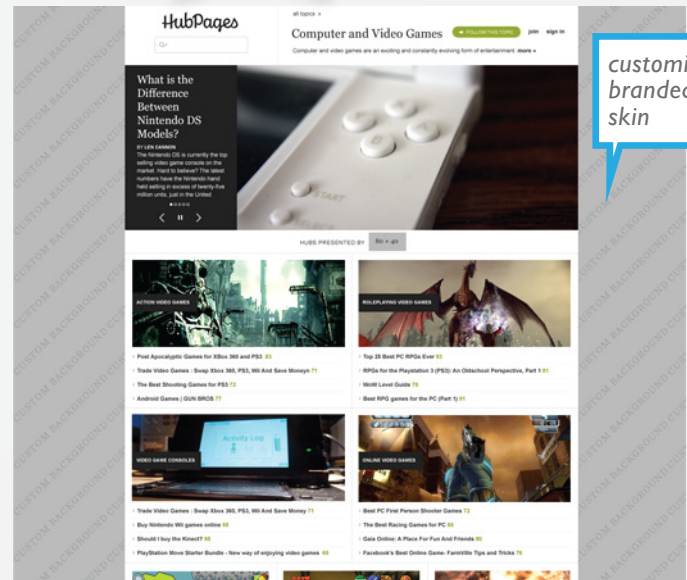 HubPages
all topics »
Computer and Video Games
FOLLOW THIS TOPIC
join sign in
Computer and video games are an exciting and constantly evolving form of entertainment more »
What is the
Difference
Between
Nintendo DS
Models?
BY LEN CANNON
The Nintendo DS is currently the top
selling video game console on the
market. Hard to believe? The latest
numbers have the Nintendo hand
held selling in excess of twenty-five
million units, just in the United
START
HUBS PRESENTED BY 80 × 40
customi
branded
skin
ACTION VIDEO GAMES
› Post Apocalyptic Games for XBox 360 and PS3 83
› Trade Video Games : Swap Xbox 360, PS3, Wii And Save Moneyn 71
› The Best Shooting Games for PS3 72
› Android Games | GUN BROS 77
ROLEPLAYING VIDEO GAMES
› Top 25 Best PC RPGs Ever 93
› RPGs for the Playstation 3 (PS3): An Oldschool Perspective, Part 1 81
› WoW Level Guide 70
› Best RPG games for the PC (Part 1) 91
Activity Log
VIDEO GAME CONSOLES
› Trade Video Games : Swap Xbox 360, PS3, Wii And Save Money 71
› Buy Nintendo Wii games online 58
› Should I buy the Kinect? 68
› PlayStation Move Starter Bundle - New way of enjoying video games 66
ONLINE VIDEO GAMES
› Best PC First Person Shooter Games 72
› The Best Racing Games for PC 85
› Gaia Online: A Place For Fun And Friends 80
› Facebook's Best Online Game: FarmVille Tips and Tricks 76
CUSTOM BACKGROUND